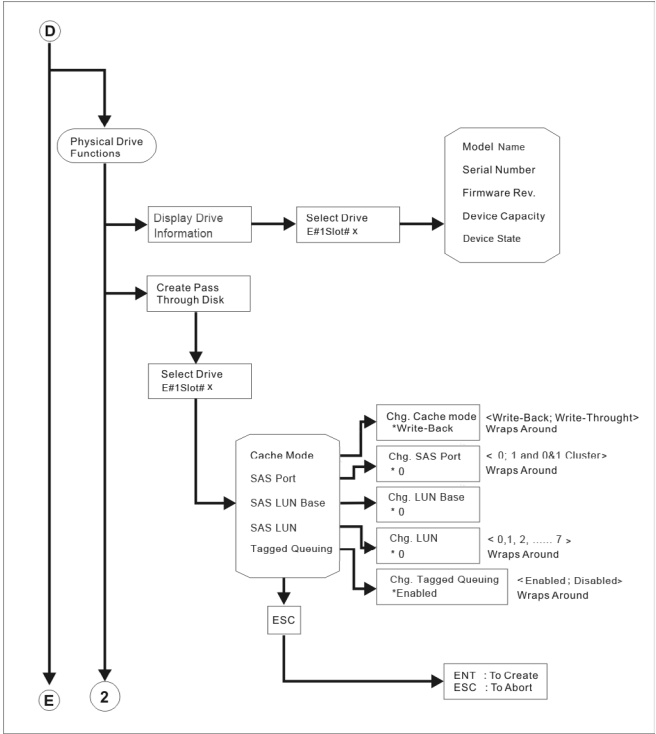 D
Physical Drive
Functions
Display Drive
Information
Select Drive
E#1Slot# x
Model Name
Serial Number
Firmware Rev.
Device Capacity
Device State
Create Pass
Through Disk
Select Drive
E#1Slot# x
Cache Mode
SAS Port
SAS LUN Base
SAS LUN
Tagged Queuing
Chg. Cache mode
*Write-Back
<Write-Back; Write-Throught>
Wraps Around
Chg. SAS Port
* 0
< 0; 1 and 0&1 Cluster>
Wraps Around
Chg. LUN Base
* 0
Chg. LUN
* 0
< 0,1, 2, ...... 7 >
Wraps Around
Chg. Tagged Queuing
*Enabled
<Enabled; Disabled>
Wraps Around
ESC
ENT : To Create
ESC : To Abort
E
2